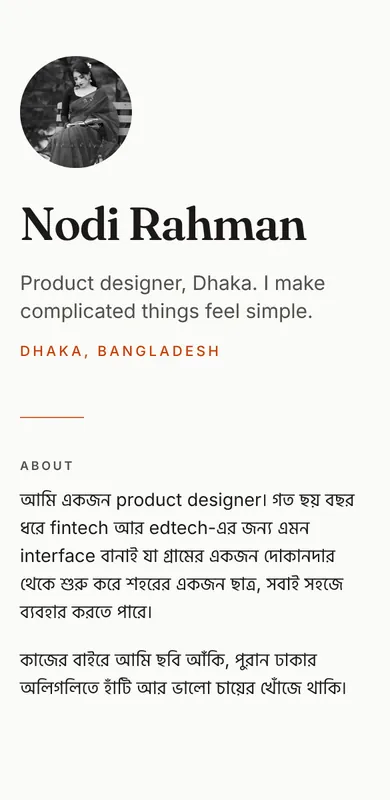 Nodi Rahman
Product designer, Dhaka. I make
complicated things feel simple.
DHAKA, BANGLADESH
ABOUT
আমি একজন product designer। গত ছয় বছর
ধরে fintech আর edtech-এর জন্য এমন
interface বানাই যা গ্রামের একজন দোকানদার
থেকে শুরু করে শহরের একজন ছাত্র, সবাই সহজে
ব্যবহার করতে পারে।
কাজের বাইরে আমি ছবি আঁকি, পুরান ঢাকার
অলিগলিতে হাঁটি আর ভালো চায়ের খোঁজে থাকি।